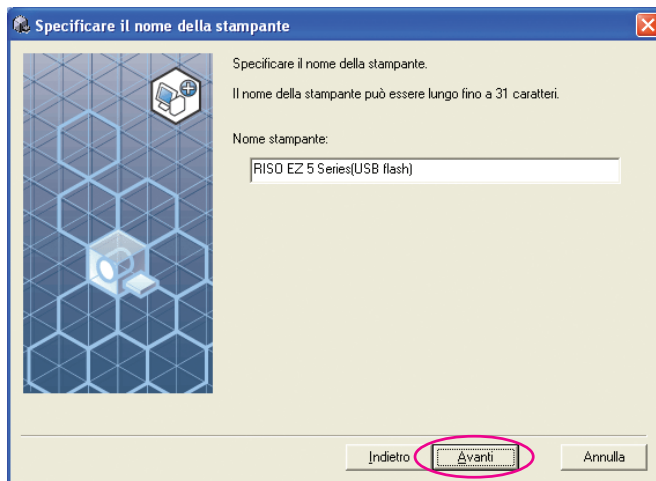 Specificare il nome della stampante
Specificare il nome della stampante.
Il nome della stampante può essere lungo fino a 31 caratteri.
Nome stampante:
RISO EZ 5 Series(USB flash)
Indietro
Avanti
Annulla